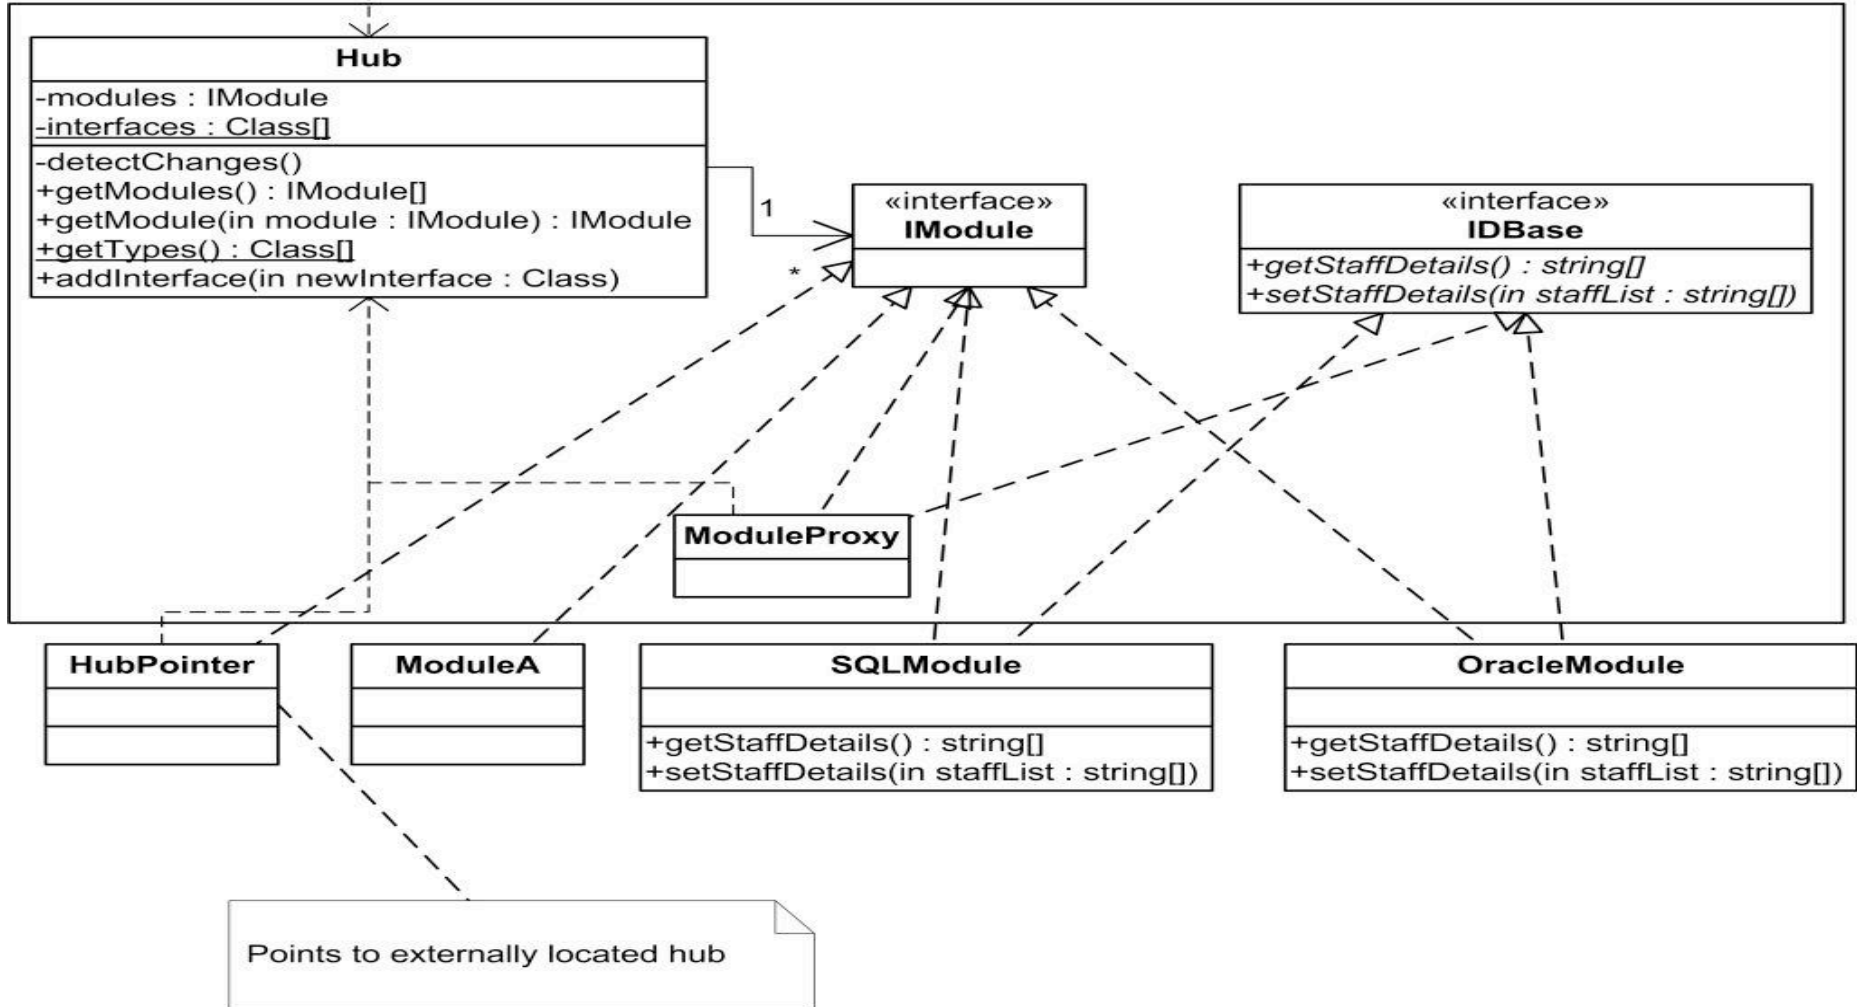 Hub
-modules : IModule
-interfaces : Class[]
-detectChanges()
+getModules() : IModule[]
+getModule(in module : IModule) : IModule
+getTypes() : Class[]
+addInterface(in newInterface : Class)
1
*
«interface»
IModule
«interface»
IDBase
+getStaffDetails() : string[]
+setStaffDetails(in staffList : string[])
ModuleProxy
HubPointer
ModuleA
SQLModule
+getStaffDetails() : string[]
+setStaffDetails(in staffList : string[])
OracleModule
+getStaffDetails() : string[]
+setStaffDetails(in staffList : string[])
Points to externally located hub